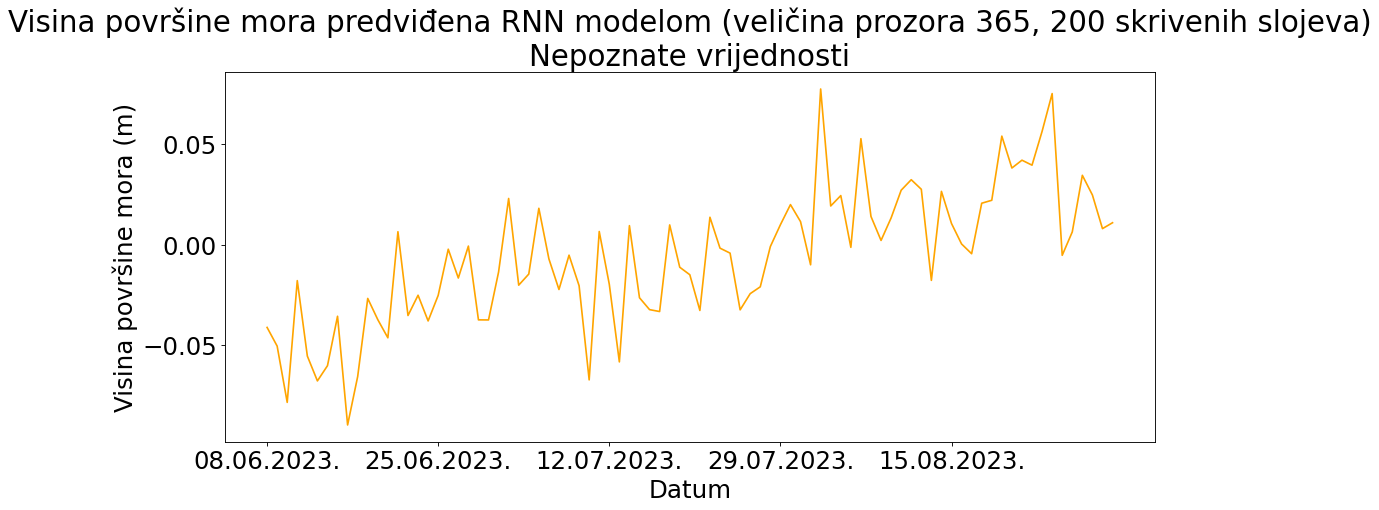 Visina površine mora predviđena RNN modelom (veličina prozora 365, 200 skrivenih slojeva)
Nepoznate vrijednosti
Visina površine mora (m)
0.05
0.00
−0.05
08.06.2023. 25.06.2023. 12.07.2023. 29.07.2023. 15.08.2023.
Datum